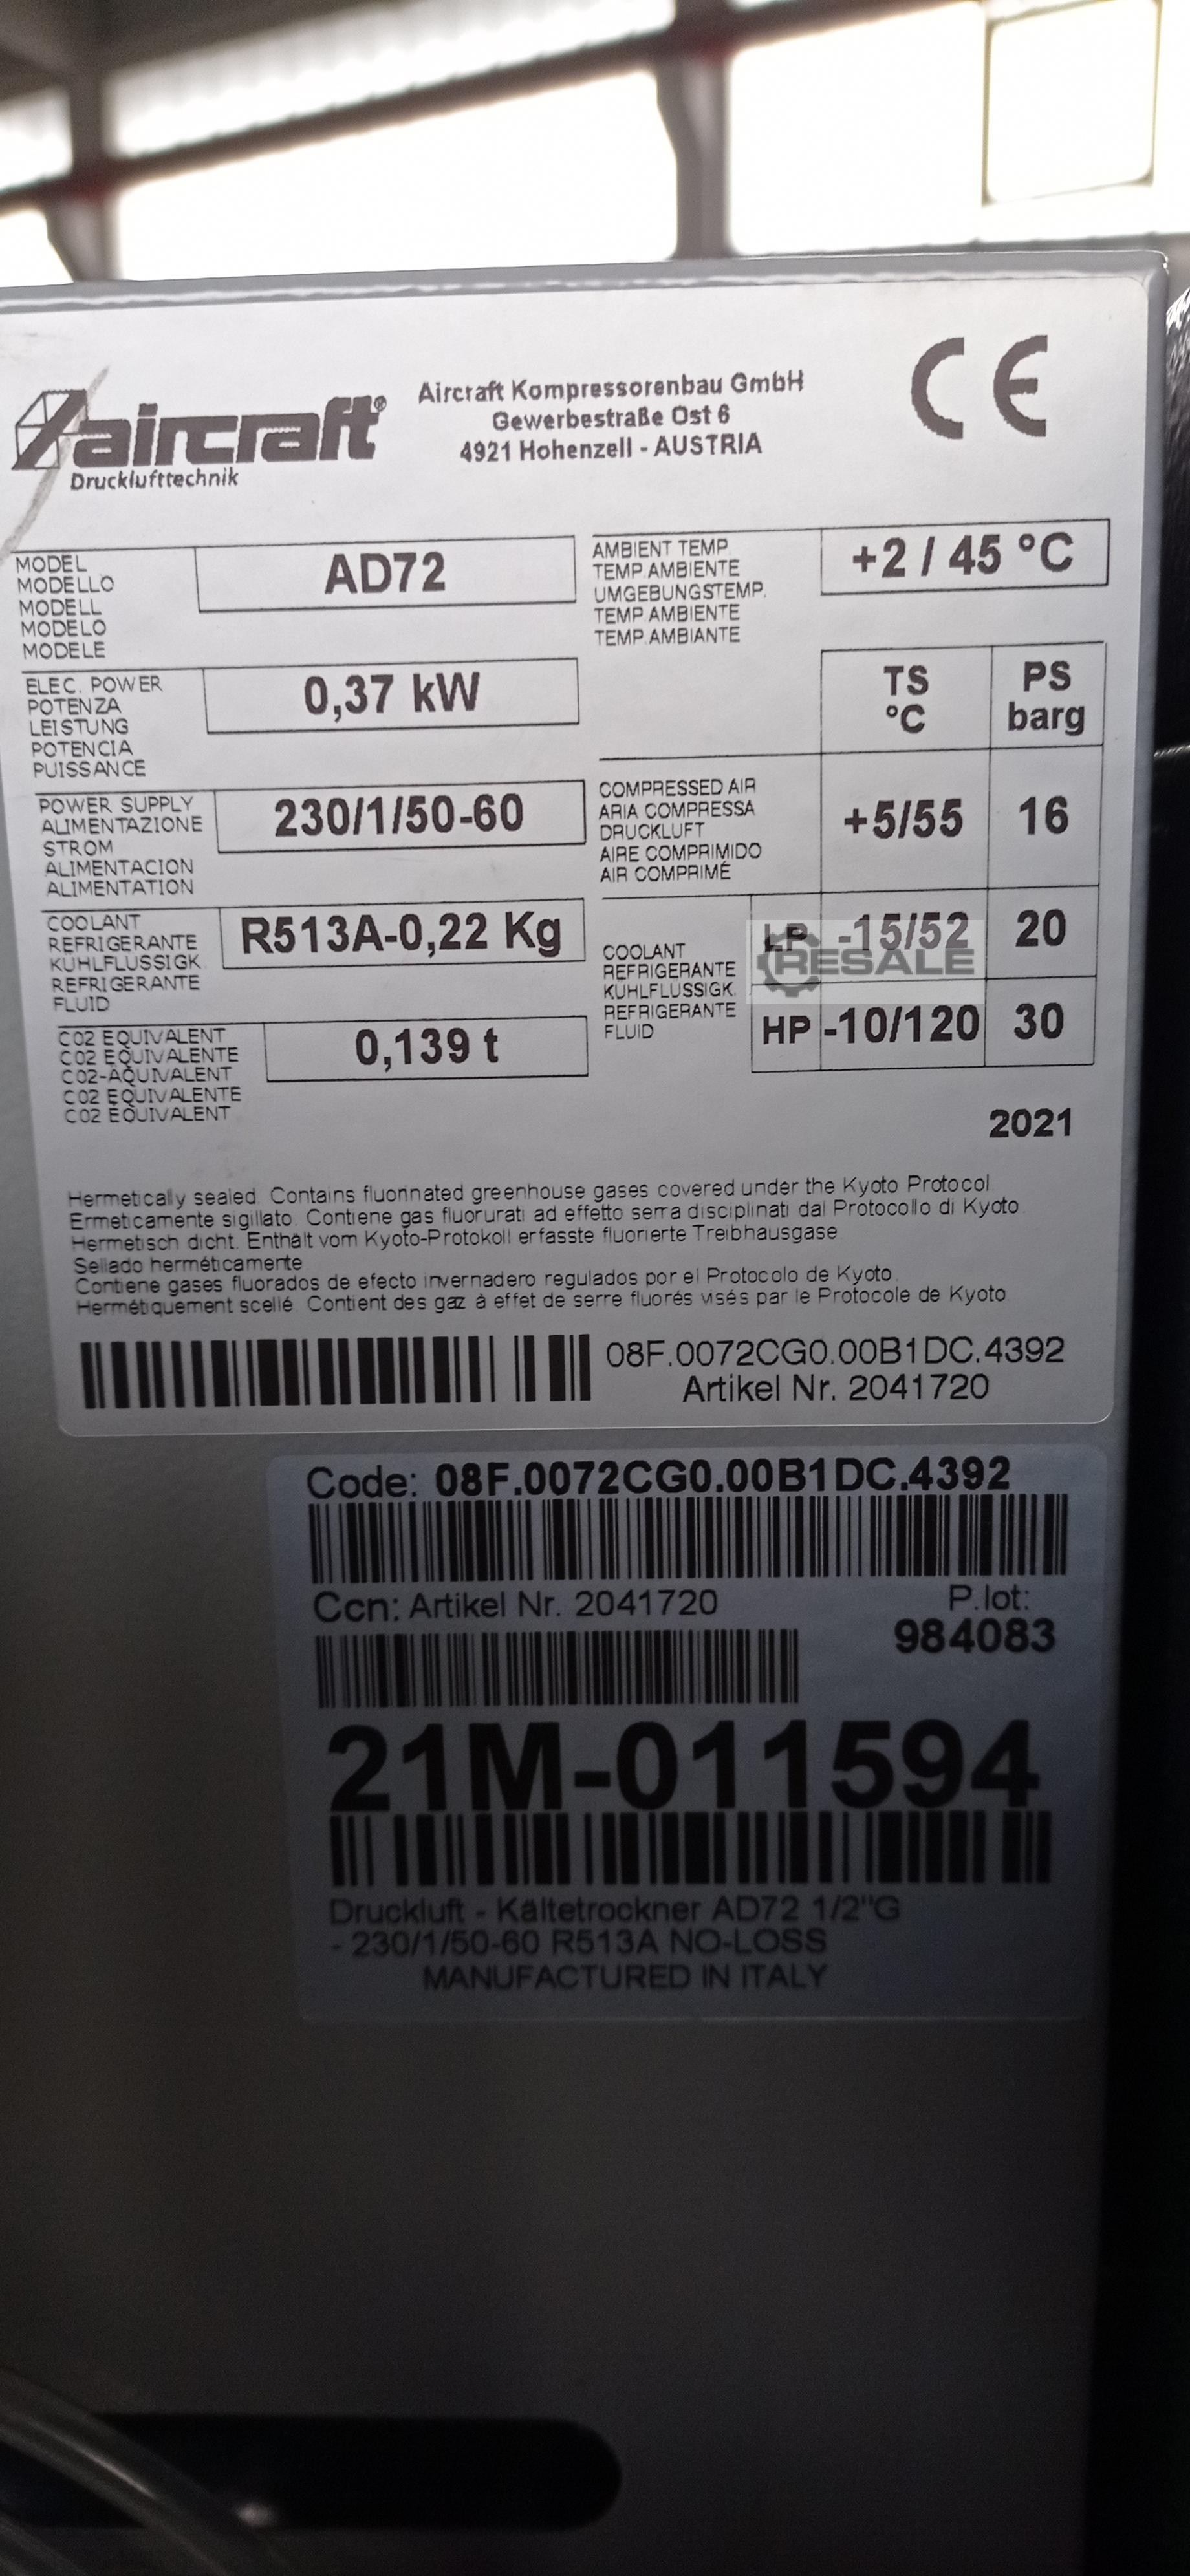 aircraft®
Drucklufttechnik
Aircraft Kompressorenbau GmbH
Gewerbestraße Ost 6
4921 Hohenzell - AUSTRIA
CE
MODEL
MODELLO
MODELL
MODELO
MODELE
AD72
AMBIENT TEMP.
TEMP.AMBIENTE
UMGEBUNGSTEMP.
TEMP.AMBIENTE
TEMP.AMBIANTE
+2 / 45 °C
ELEC. POWER
POTENZA
LEISTUNG
POTENCIA
PUISSANCE
0,37 kW
TS
°C
PS
barg
POWER SUPPLY
ALIMENTAZIONE
STROM
ALIMENTACION
ALIMENTATION
230/1/50-60
COMPRESSED AIR
ARIA COMPRESSA
DRUCKLUFT
AIRE COMPRIMIDO
AIR COMPRIMÉ
+5/55
16
COOLANT
REFRIGERANTE
KUHLFLUSSIGK.
REFRIGERANTE
FLUID
R513A-0,22 Kg
COOLANT
REFRIGERANTE
KUHLFLUSSIGK.
REFRIGERANTE
FLUID
LP
-15/52
20
RESALE
HP
-10/120
30
C02 EQUIVALENT
C02 EQUIVALENTE
C02-AQUIVALENT
C02 EQUIVALENTE
C02 EQUIVALENT
0,139 t
2021
Hermetically sealed. Contains fluorinated greenhouse gases covered under the Kyoto Protocol.
Ermeticamente sigillato. Contiene gas fluorurati ad effetto serra disciplinati dal Protocollo di Kyoto.
Hermetisch dicht. Enthält vom Kyoto-Protokoll erfasste fluorierte Treibhausgase
Sellado herméticamente
Contiene gases fluorados de efecto invernadero regulados por el Protocolo de Kyoto.
Hermétiquement scellé. Contient des gaz à effet de serre fluorés visés par le Protocole de Kyoto
08F.0072CG0.00B1DC.4392
Artikel Nr. 2041720
Code: 08F.0072CG0.00B1DC.4392
Ccn: Artikel Nr. 2041720
P.lot:
984083
21M-011594
Druckluft - Kältetrockner AD72 1/2"G
- 230/1/50-60 R513A NO-LOSS
MANUFACTURED IN ITALY